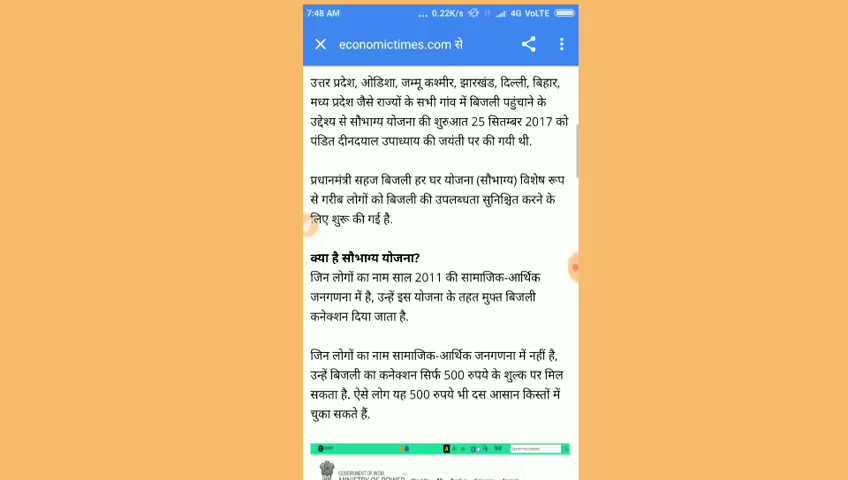 7:48 AM
... 0.22K/s
4G VoLTE
economictimes.com से
उत्तर प्रदेश, ओडिशा, जम्मू कश्मीर, झारखंड, दिल्ली, बिहार,
मध्य प्रदेश जैसे राज्यों के सभी गांव में बिजली पहुंचाने के
उद्देश्य से सौभाग्य योजना की शुरुआत 25 सितम्बर 2017 को
पंडित दीनदयाल उपाध्याय की जयंती पर की गयी थी.
प्रधानमंत्री सहज बिजली हर घर योजना (सौभाग्य) विशेष रूप
से गरीब लोगों को बिजली की उपलब्धता सुनिश्चित करने के
लिए शुरू की गई है.
क्या है सौभाग्य योजना?
जिन लोगों का नाम साल 2011 की सामाजिक-आर्थिक
जनगणना में है, उन्हें इस योजना के तहत मुफ्त बिजली
कनेक्शन दिया जाता है.
जिन लोगों का नाम सामाजिक-आर्थिक जनगणना में नहीं है,
उन्हें बिजली का कनेक्शन सिर्फ 500 रुपये के शुल्क पर मिल
सकता है. ऐसे लोग यह 500 रुपये भी दस आसान किस्तों में
चुका सकते हैं.
GOVERNMENT OF INDIA
MINISTRY OF POWER